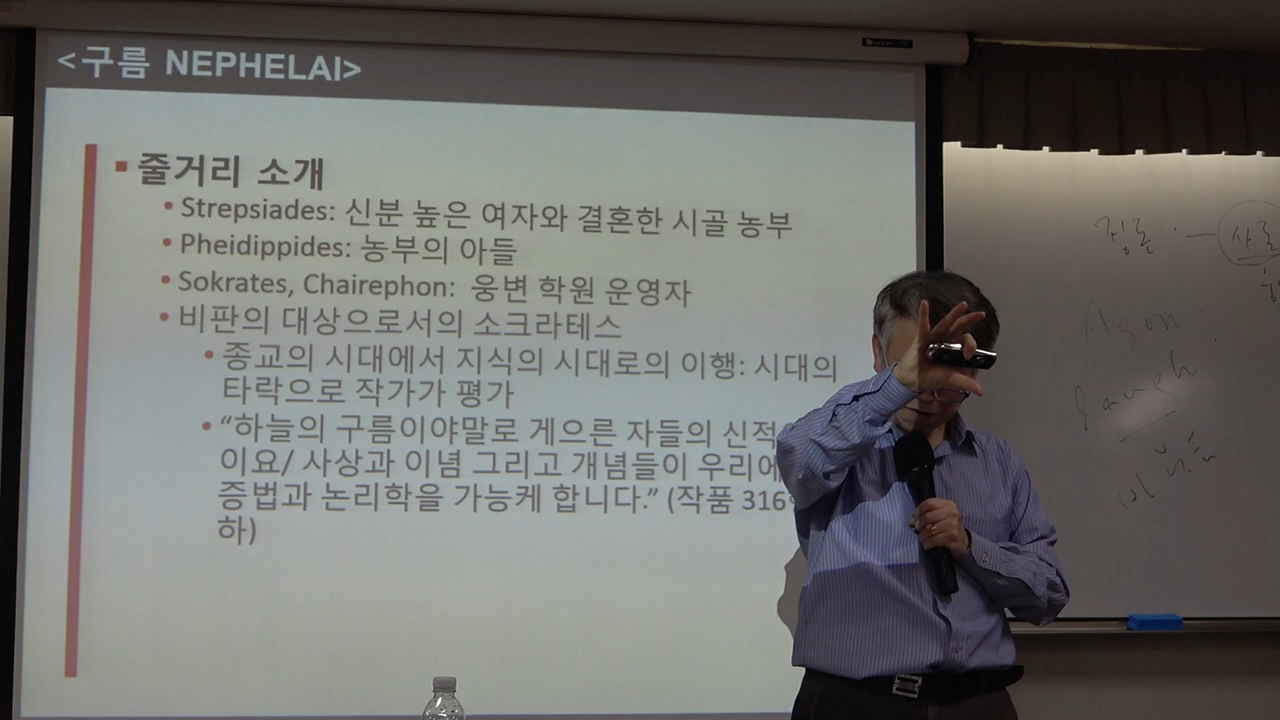 <구름 NEPHELAI>
줄거리 소개
Strepsiades: 신분 높은 여자와 결혼한 시골 농부
Pheidippides: 농부의 아들
Sokrates, Chairephon: 웅변 학원 운영자
비판의 대상으로서의 소크라테스
종교의 시대에서 지식의 시대로의 이행: 시대의
타락으로 작가가 평가
“하늘의 구름이야말로 게으른 자들의 신적
이요/ 사상과 이념 그리고 개념들이 우리에
증법과 논리학을 가능케 합니다.” (작품 316
하)
Agon